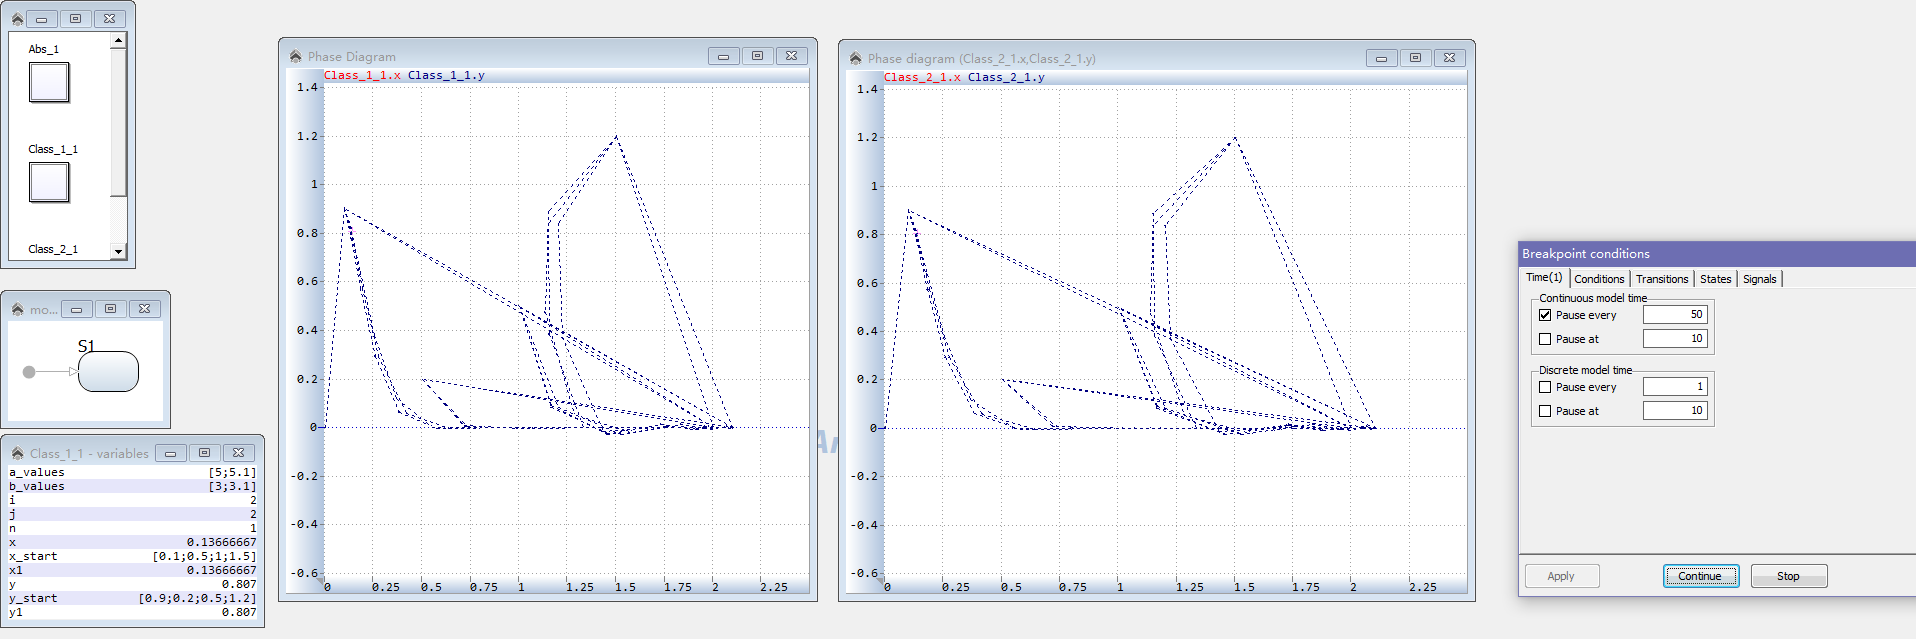 Abs_1
Class_1_1
Class_2_1
mo...
S1
Class_1_1 - variables
a_values [5;5.1]
b_values [3;3.1]
i 2
j 2
n 1
x 0.13666667
x_start [0.1;0.5;1;1.5]
x1 0.13666667
y 0.807
y_start [0.9;0.2;0.5;1.2]
y1 0.807
Phase Diagram
Class_1_1.x Class_1_1.y
1.4
1.2
1
0.8
0.6
0.4
0.2
0
-0.2
-0.4
-0.6
0 0.25 0.5 0.75 1 1.25 1.5 1.75 2 2.25
Phase diagram (Class_2_1.x,Class_2_1.y)
Class_2_1.x Class_2_1.y
1.4
1.2
1
0.8
0.6
0.4
0.2
0
-0.2
-0.4
-0.6
0 0.25 0.5 0.75 1 1.25 1.5 1.75 2 2.25
Breakpoint conditions
Time(1) Conditions Transitions States Signals
Continuous model time
Pause every 50
Pause at 10
Discrete model time
Pause every 1
Pause at 10
Apply Continue Stop